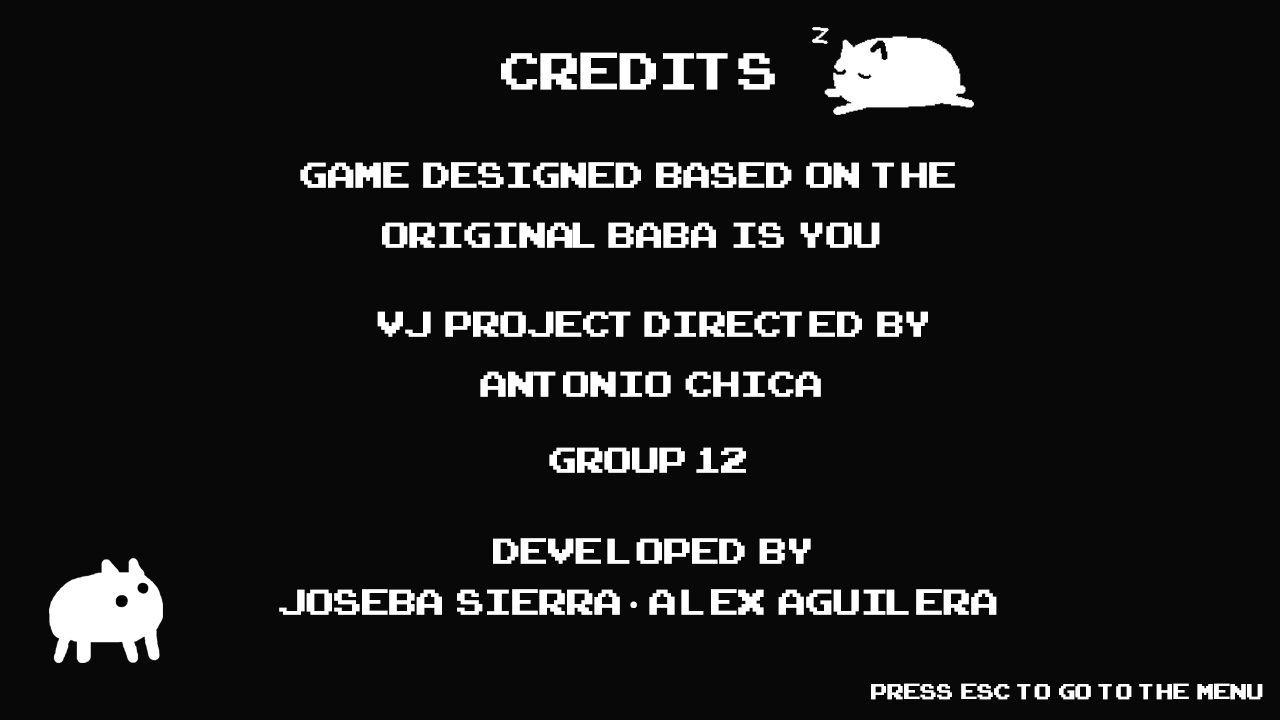 CREDITS
Z
GAME DESIGNED BASED ON THE
ORIGINAL BABA IS YOU
VJ PROJECT DIRECTED BY
ANTONIO CHICA
GROUP 12
DEVELOPED BY
JOSEBA SIERRA · ALEX AGUILERA
PRESS ESC TO GO TO THE MENU